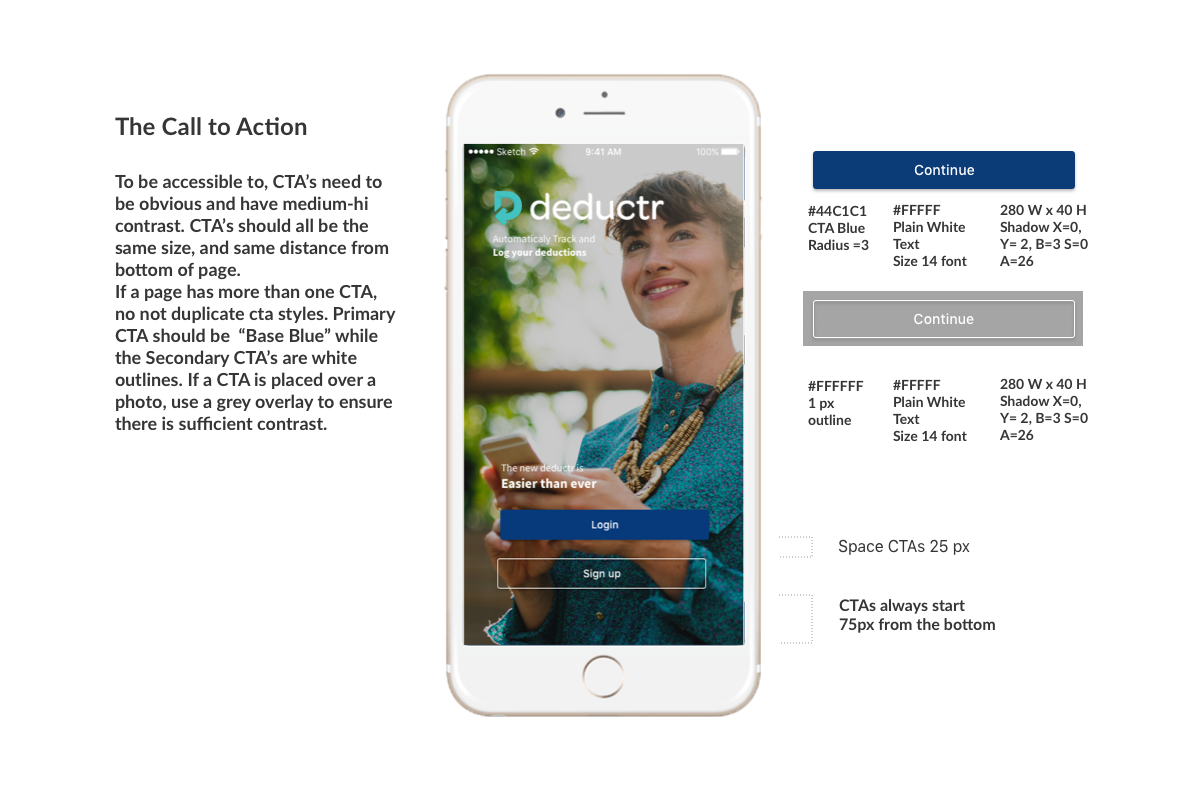 The Call to Action
To be accessible to, CTA’s need to
be obvious and have medium-hi
contrast. CTA’s should all be the
same size, and same distance from
bottom of page.
If a page has more than one CTA,
no not duplicate cta styles. Primary
CTA should be “Base Blue” while
the Secondary CTA’s are white
outlines. If a CTA is placed over a
photo, use a grey overlay to ensure
there is sufficient contrast.
Sketch
9:41 AM
100%
deductr
Automaticaly Track and
Log your deductions
The new deductr is
Easier than ever
Login
Sign up
Continue
#44C1C1
CTA Blue
Radius =3
#FFFFF
Plain White
Text
Size 14 font
280 W x 40 H
Shadow X=0,
Y= 2, B=3 S=0
A=26
Continue
#FFFFFF
1 px
outline
#FFFFF
Plain White
Text
Size 14 font
280 W x 40 H
Shadow X=0,
Y= 2, B=3 S=0
A=26
Space CTAs 25 px
CTAs always start
75px from the bottom